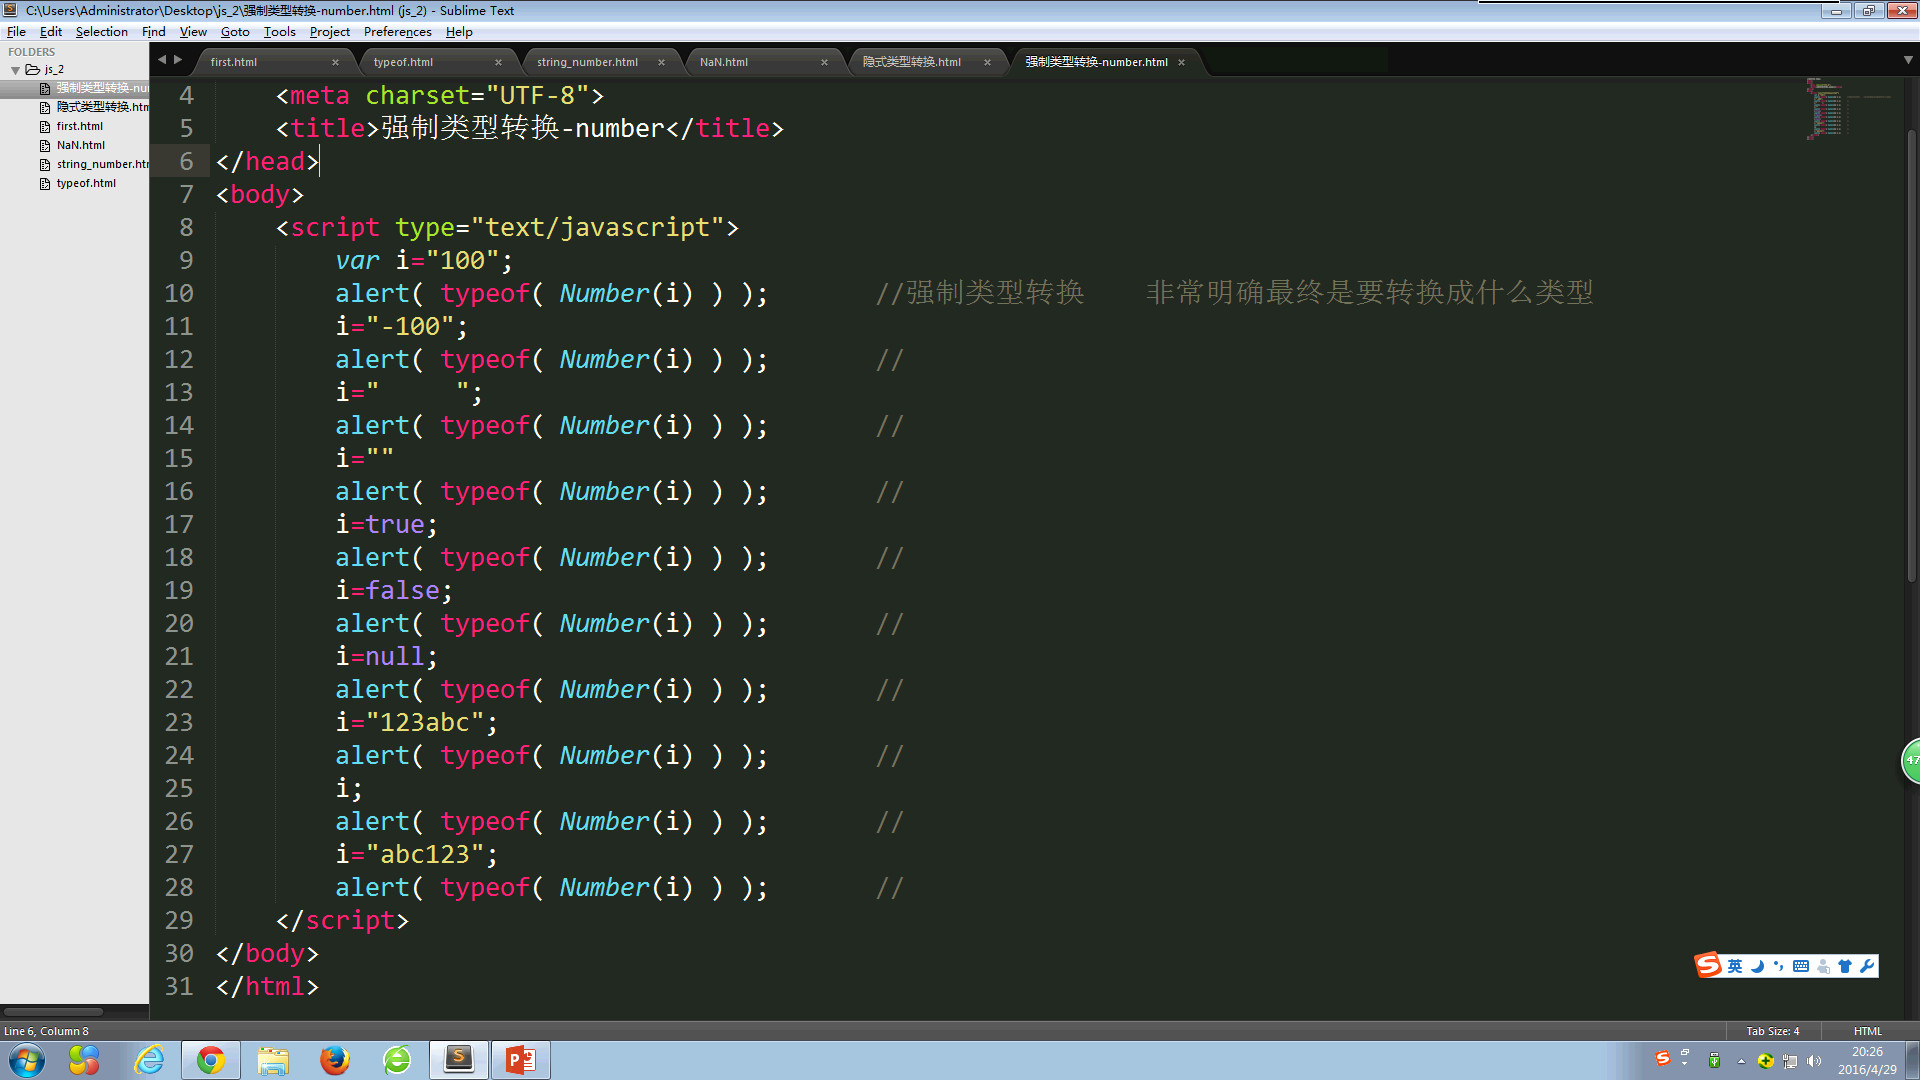 C:\Users\Administrator\Desktop\js_2\强制类型转换-number.html (js_2) - Sublime Text
File Edit Selection Find View Goto Tools Project Preferences Help
FOLDERS
js_2
强制类型转换-nu
隐式类型转换.htm
first.html
NaN.html
string_number.htr
typeof.html
first.html × typeof.html × string_number.html × NaN.html × 隐式类型转换.html × 强制类型转换-number.html ×
4 <meta charset="UTF-8">
5 <title>强制类型转换-number</title>
6 </head>
7 <body>
8 <script type="text/javascript">
9 var i="100";
10 alert( typeof( Number(i) ) ); //强制类型转换 非常明确最终是要转换成什么类型
11 i="-100";
12 alert( typeof( Number(i) ) ); //
13 i="     ";
14 alert( typeof( Number(i) ) ); //
15 i=""
16 alert( typeof( Number(i) ) ); //
17 i=true;
18 alert( typeof( Number(i) ) ); //
19 i=false;
20 alert( typeof( Number(i) ) ); //
21 i=null;
22 alert( typeof( Number(i) ) ); //
23 i="123abc";
24 alert( typeof( Number(i) ) ); //
25 i;
26 alert( typeof( Number(i) ) ); //
27 i="abc123";
28 alert( typeof( Number(i) ) ); //
29 </script>
30 </body>
31 </html>
47
英
Line 6, Column 8
Tab Size: 4
HTML
20:26
2016/4/29